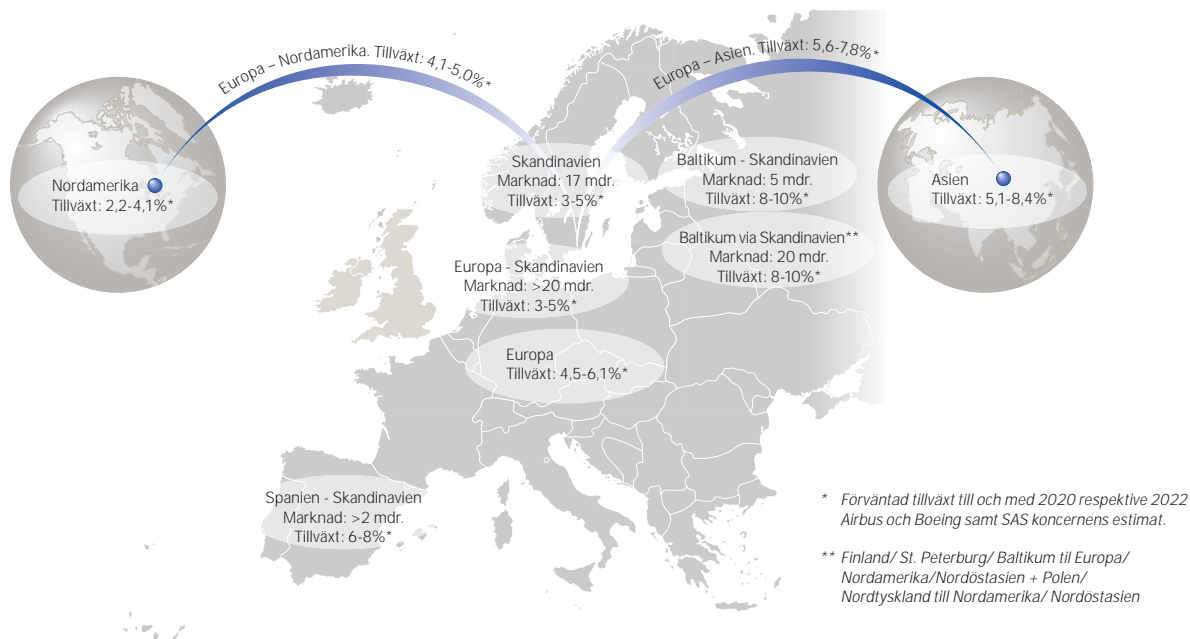 Europa – Nordamerika. Tillväxt: 4,1-5,0%*
Europa – Asien. Tillväxt: 5,6-7,8%*
Nordamerika
Tillväxt: 2,2-4,1%*
Skandinavien
Marknad: 17 mdr.
Tillväxt: 3-5%*
Baltikum - Skandinavien
Marknad: 5 mdr.
Tillväxt: 8-10%*
Asien
Tillväxt: 5,1-8,4%*
Baltikum via Skandinavien**
Marknad: 20 mdr.
Tillväxt: 8-10%*
Europa - Skandinavien
Marknad: >20 mdr.
Tillväxt: 3-5%*
Europa
Tillväxt: 4,5-6,1%*
Spanien - Skandinavien
Marknad: >2 mdr.
Tillväxt: 6-8%*
* Förväntad tillväxt till och med 2020 respektive 2022
Airbus och Boeing samt SAS koncernens estimat.
** Finland/ St. Peterburg/ Baltikum til Europa/
Nordamerika/Nordöstasien + Polen/
Nordtyskland till Nordamerika/ Nordöstasien